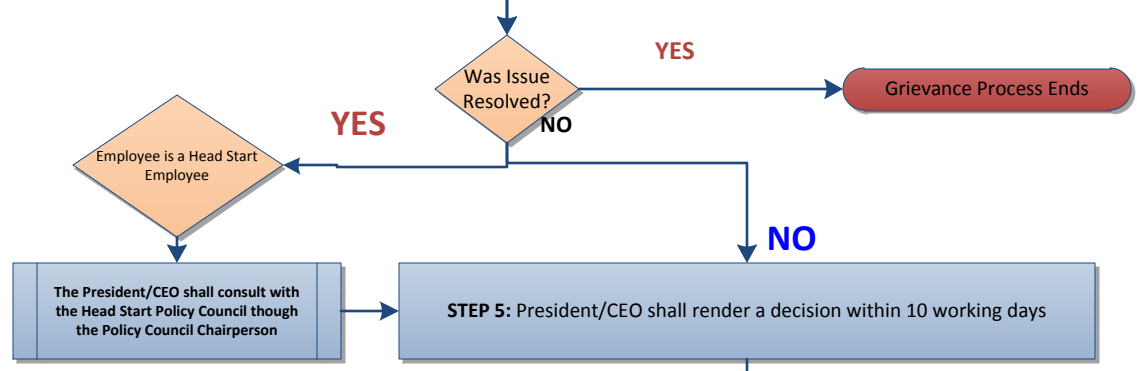 YES
Was Issue
Resolved?
Grievance Process Ends
NO
YES
Employee is a Head Start
Employee
NO
The President/CEO shall consult with
the Head Start Policy Council though
the Policy Council Chairperson
STEP 5: President/CEO shall render a decision within 10 working days